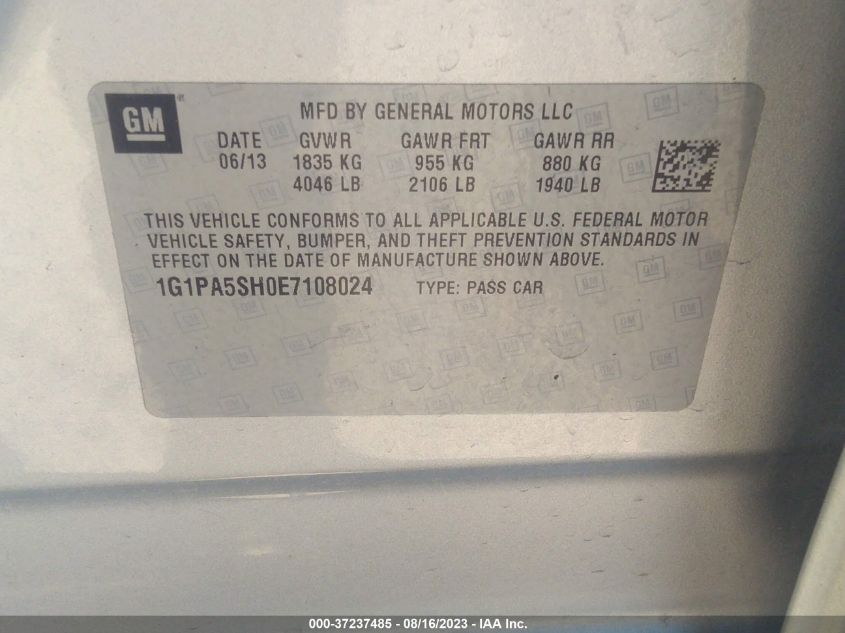 GM
MFD BY GENERAL MOTORS LLC
DATE GVWR GAWR FRT GAWR RR
06/13 1835 KG 955 KG 880 KG
4046 LB 2106 LB 1940 LB
THIS VEHICLE CONFORMS TO ALL APPLICABLE U.S. FEDERAL MOTOR
VEHICLE SAFETY, BUMPER, AND THEFT PREVENTION STANDARDS IN
EFFECT ON THE DATE OF MANUFACTURE SHOWN ABOVE.
1G1PA5SH0E7108024 TYPE: PASS CAR
000-37237485 - 08/16/2023 - IAA Inc.